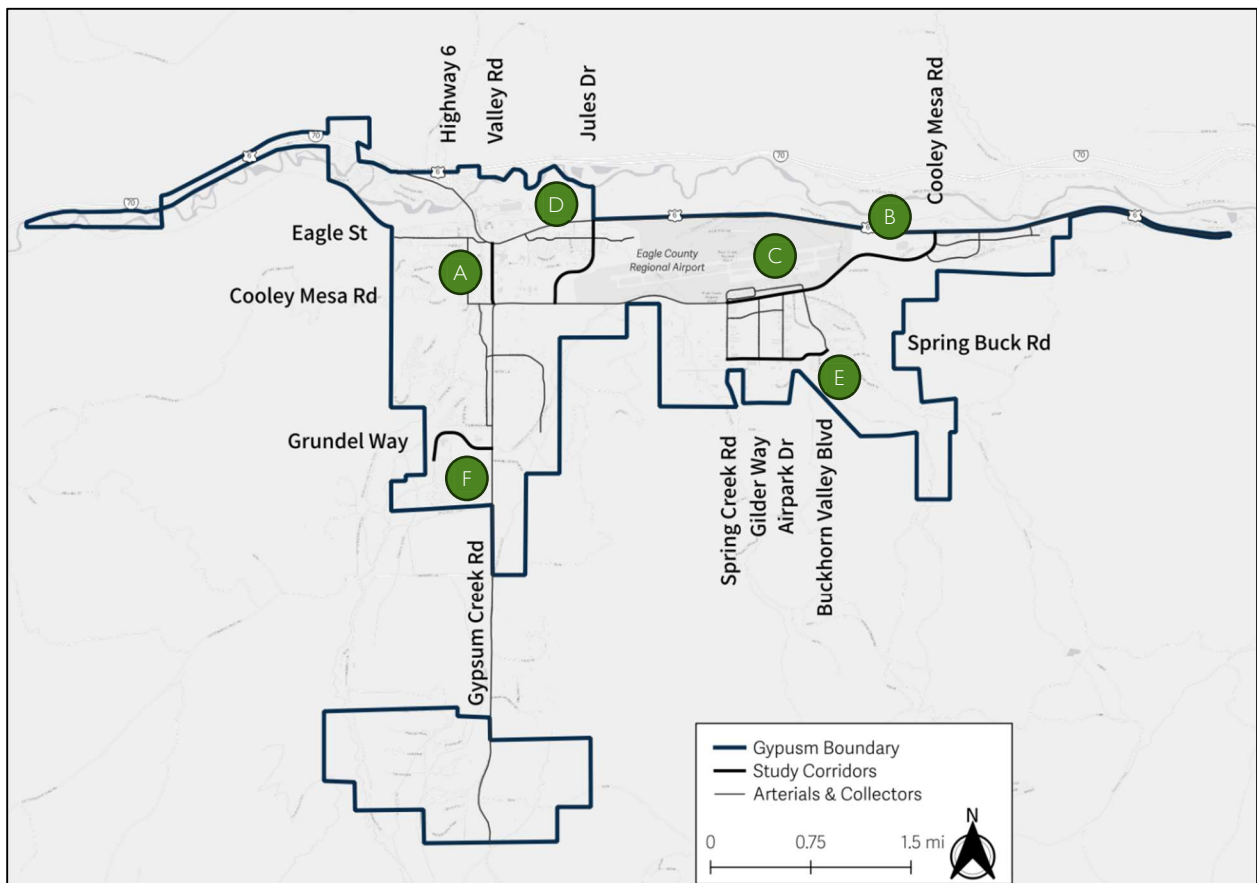 Highway 6
Valley Rd
Jules Dr
Cooley Mesa Rd
70
6
70
6
70
70
6
6
6
Eagle St
Cooley Mesa Rd
Grundel Way
Eagle County
Regional Airport
Spring Buck Rd
A
B
C
D
E
F
Gypsum Creek Rd
Spring Creek Rd
Gilder Way
Airpark Dr
Buckhorn Valley Blvd
Gypusm Boundary
Study Corridors
Arterials & Collectors
N
0 0.75 1.5 mi